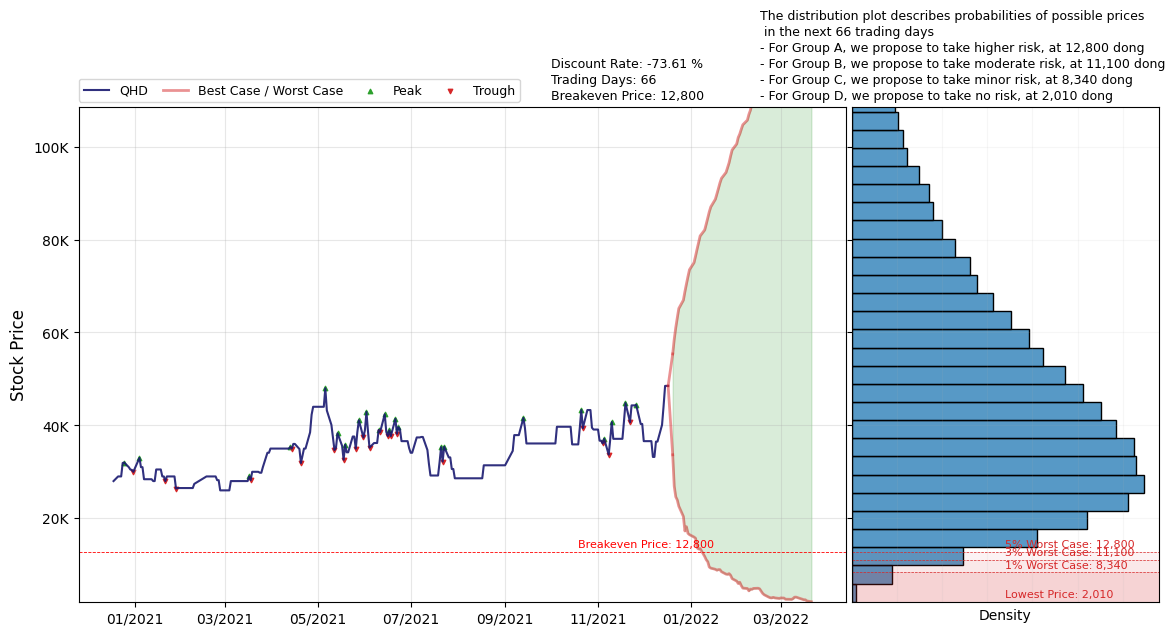 The distribution plot describes probabilities of possible prices
in the next 66 trading days
- For Group A, we propose to take higher risk, at 12,800 dong
- For Group B, we propose to take moderate risk, at 11,100 dong
- For Group C, we propose to take minor risk, at 8,340 dong
- For Group D, we propose to take no risk, at 2,010 dong
Discount Rate: -73.61 %
Trading Days: 66
Breakeven Price: 12,800
QHD
Best Case / Worst Case
Peak
Trough
Stock Price
100K
80K
60K
40K
20K
Breakeven Price: 12,800
01/2021
03/2021
05/2021
07/2021
09/2021
11/2021
01/2022
03/2022
5% Worst Case: 12,800
3% Worst Case: 11,100
1% Worst Case: 8,340
Lowest Price: 2,010
Density